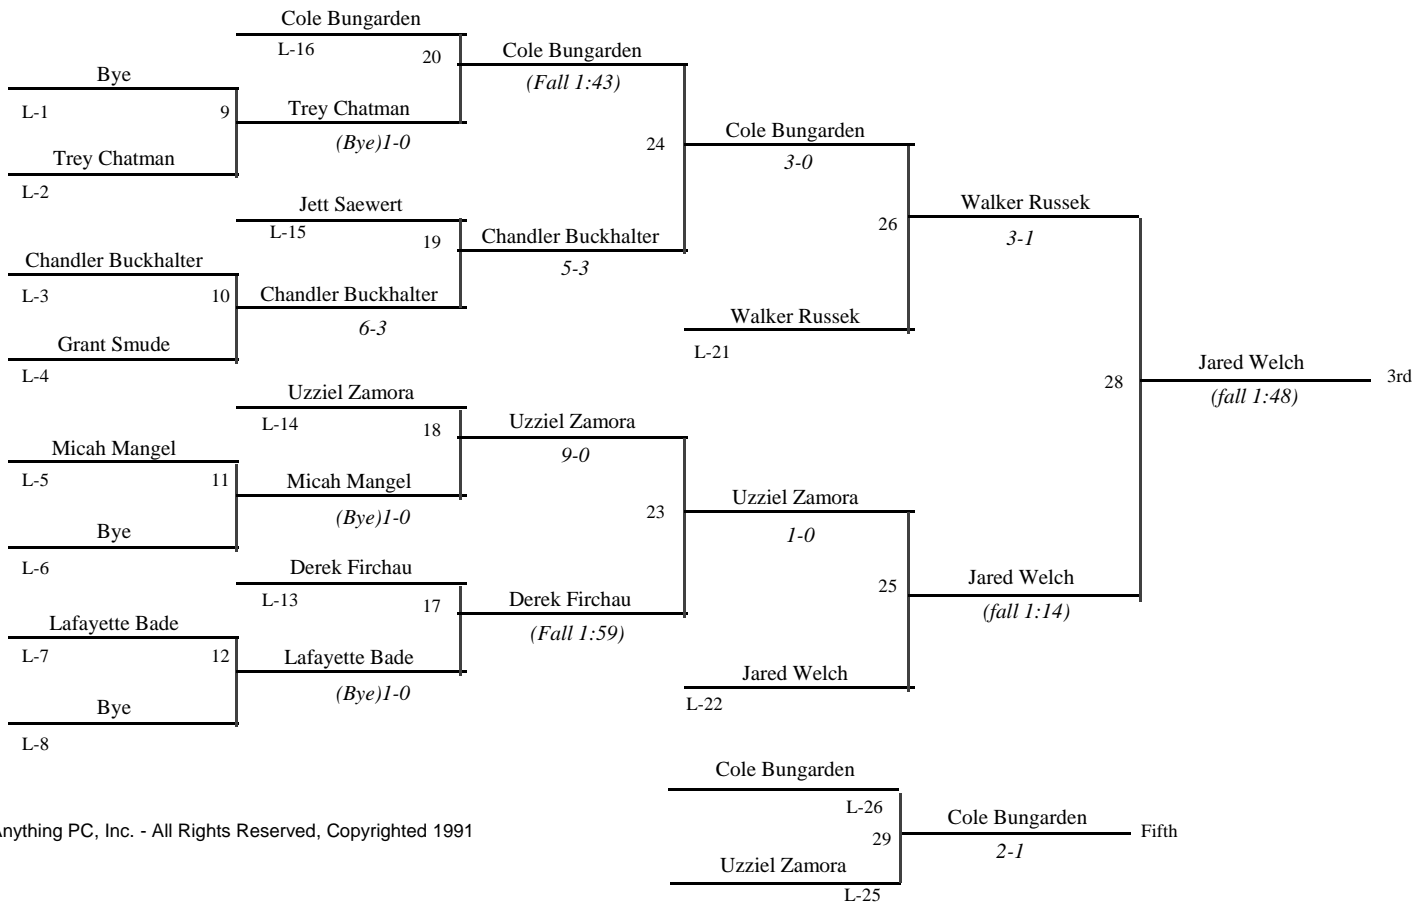 Cole Bungarden
L-16
20
Cole Bungarden
(Fall 1:43)
Bye
L-1
9
Trey Chatman
(Bye)1-0
Trey Chatman
L-2
24
Cole Bungarden
3-0
Jett Saewert
L-15
19
Chandler Buckhalter
5-3
Chandler Buckhalter
L-3
10
Chandler Buckhalter
6-3
Grant Smude
L-4
26
Walker Russek
3-1
Walker Russek
L-21
28
Jared Welch
(fall 1:48)
3rd
Uzziel Zamora
L-14
18
Uzziel Zamora
9-0
Micah Mangel
L-5
11
Micah Mangel
(Bye)1-0
Bye
L-6
23
Uzziel Zamora
1-0
Derek Firchau
L-13
17
Derek Firchau
(Fall 1:59)
Lafayette Bade
L-7
12
Lafayette Bade
(Bye)1-0
Bye
L-8
25
Jared Welch
(fall 1:14)
Jared Welch
L-22
Cole Bungarden
L-26
29
Cole Bungarden
2-1
Fifth
Uzziel Zamora
L-25
nything PC, Inc. - All Rights Reserved, Copyrighted 1991